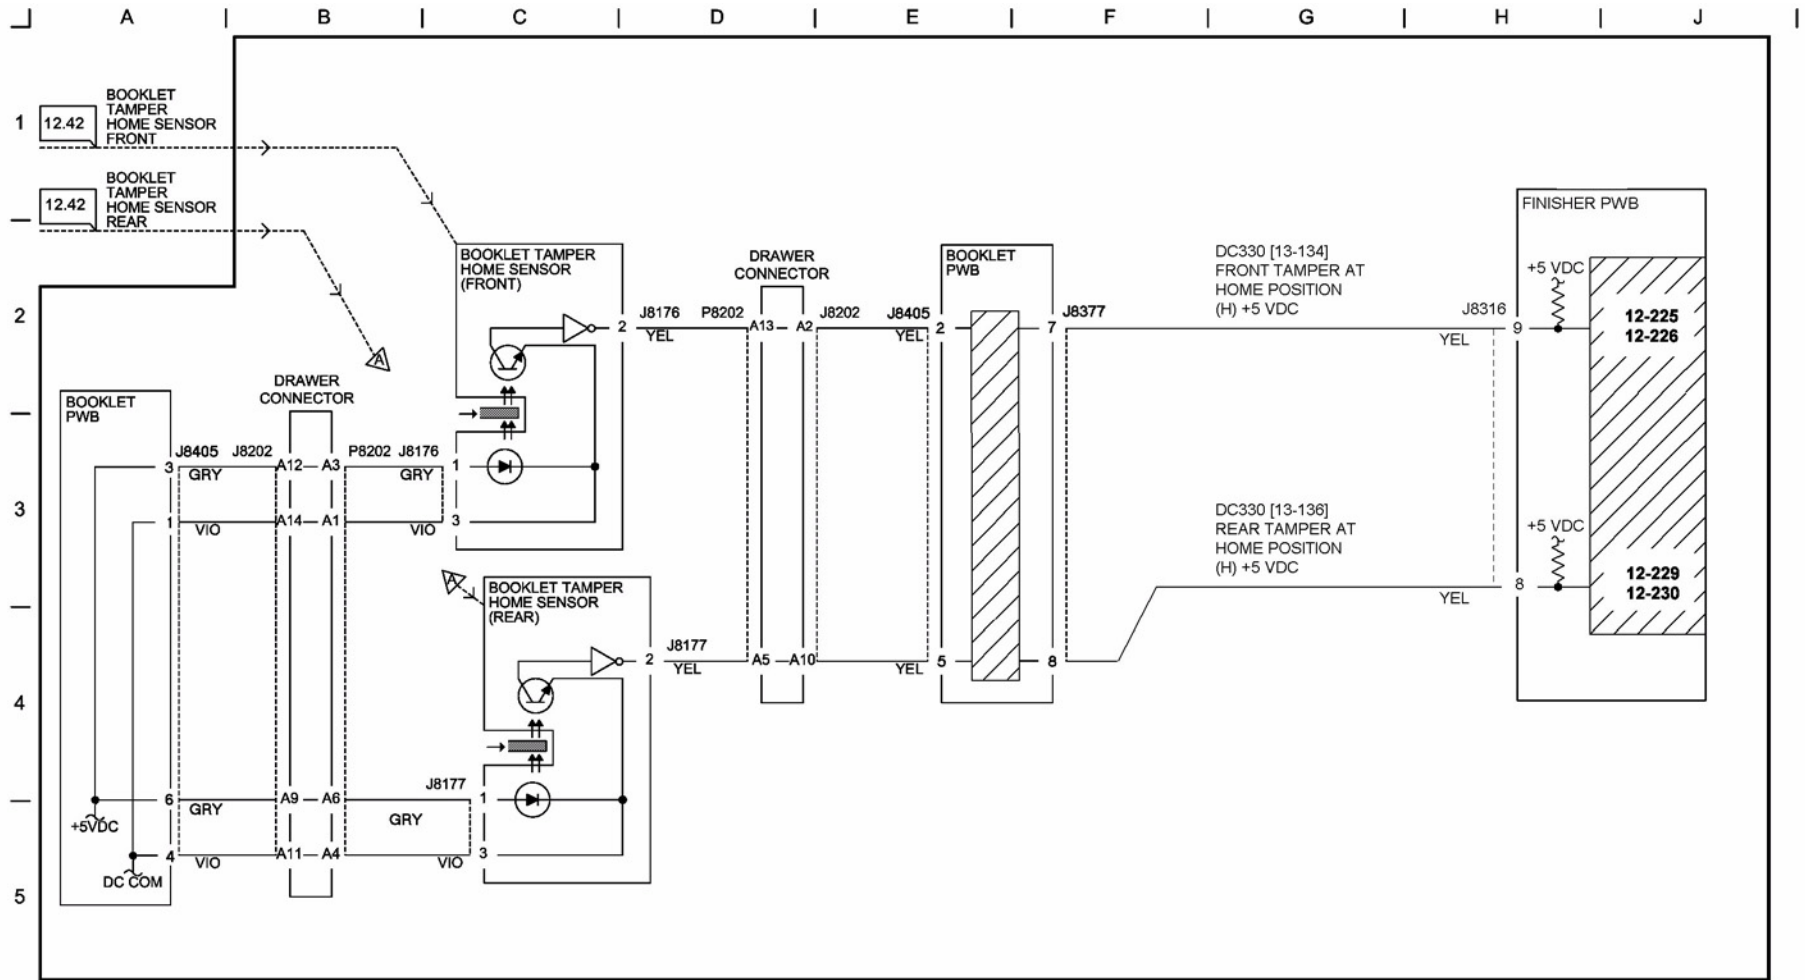 A B C D E F G H J
1
2
3
4
5
12.42
BOOKLET
TAMPER
HOME SENSOR
FRONT
12.42
BOOKLET
TAMPER
HOME SENSOR
REAR
A
BOOKLET TAMPER
HOME SENSOR
(FRONT)
2
1
3
J8176
YEL
P8202
DRAWER
CONNECTOR
A13
A2
J8202
J8405
YEL
BOOKLET
PWB
2
7
J8377
DC330 [13-134]
FRONT TAMPER AT
HOME POSITION
(H) +5 VDC
J8316
YEL
FINISHER PWB
+5 VDC
9
12-225
12-226
BOOKLET
PWB
DRAWER
CONNECTOR
3
J8405
GRY
J8202
A12
A3
P8202
J8176
GRY
1
VIO
A14
A1
VIO
DC330 [13-136]
REAR TAMPER AT
HOME POSITION
(H) +5 VDC
YEL
+5 VDC
8
12-229
12-230
A
BOOKLET TAMPER
HOME SENSOR
(REAR)
2
J8177
YEL
A5
A10
YEL
5
8
6
GRY
A9
A6
GRY
J8177
1
+5VDC
4
VIO
A11
A4
VIO
3
DC COM